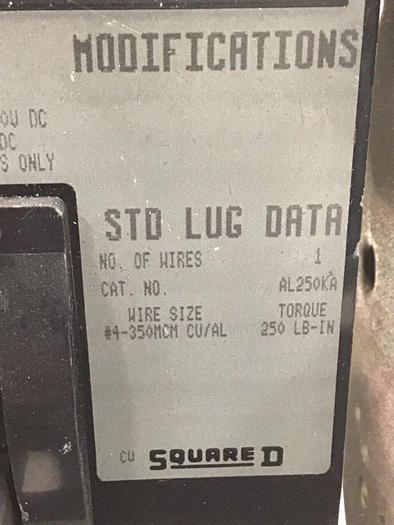 MODIFICATIONS
0V DC
DC
S ONLY
STD LUG DATA
NO. OF WIRES 1
CAT. NO. AL250KA
WIRE SIZE TORQUE
#4-350MCM CU/AL 250 LB-IN
CU SQUARE D